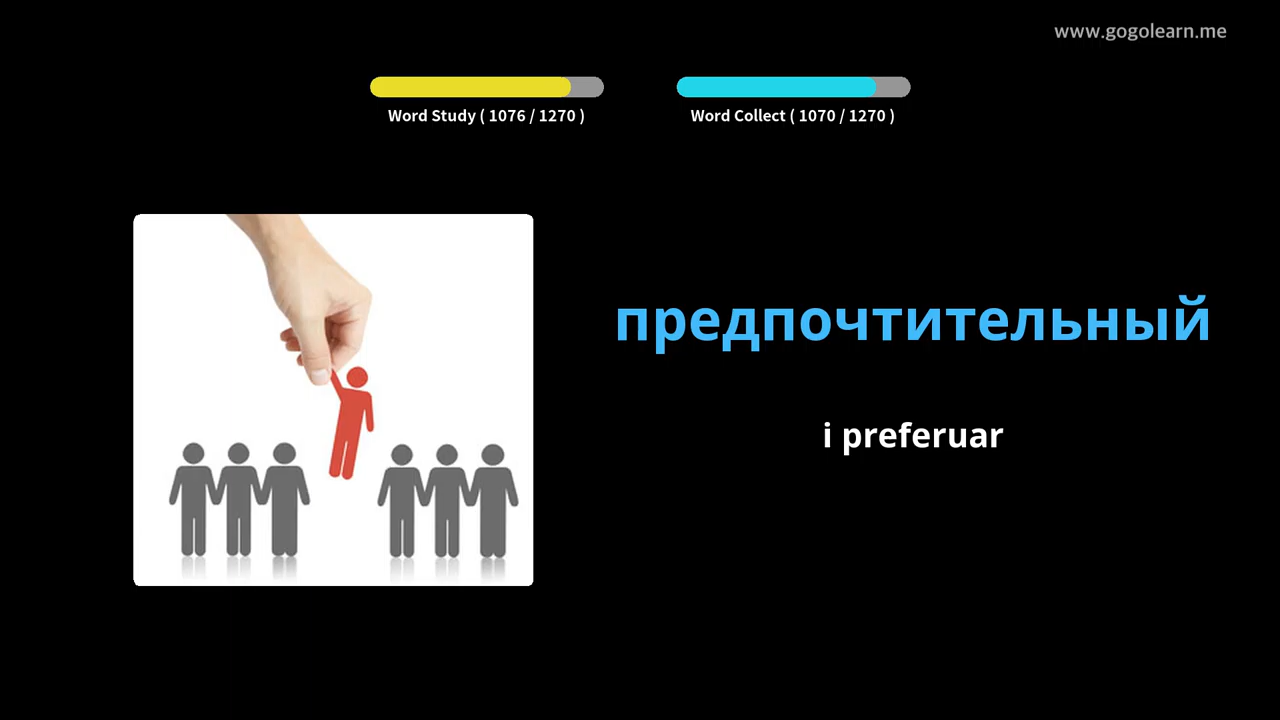 www.gogolearn.me
Word Study ( 1076 / 1270 )
Word Collect ( 1070 / 1270 )
предпочтительный
i preferuar